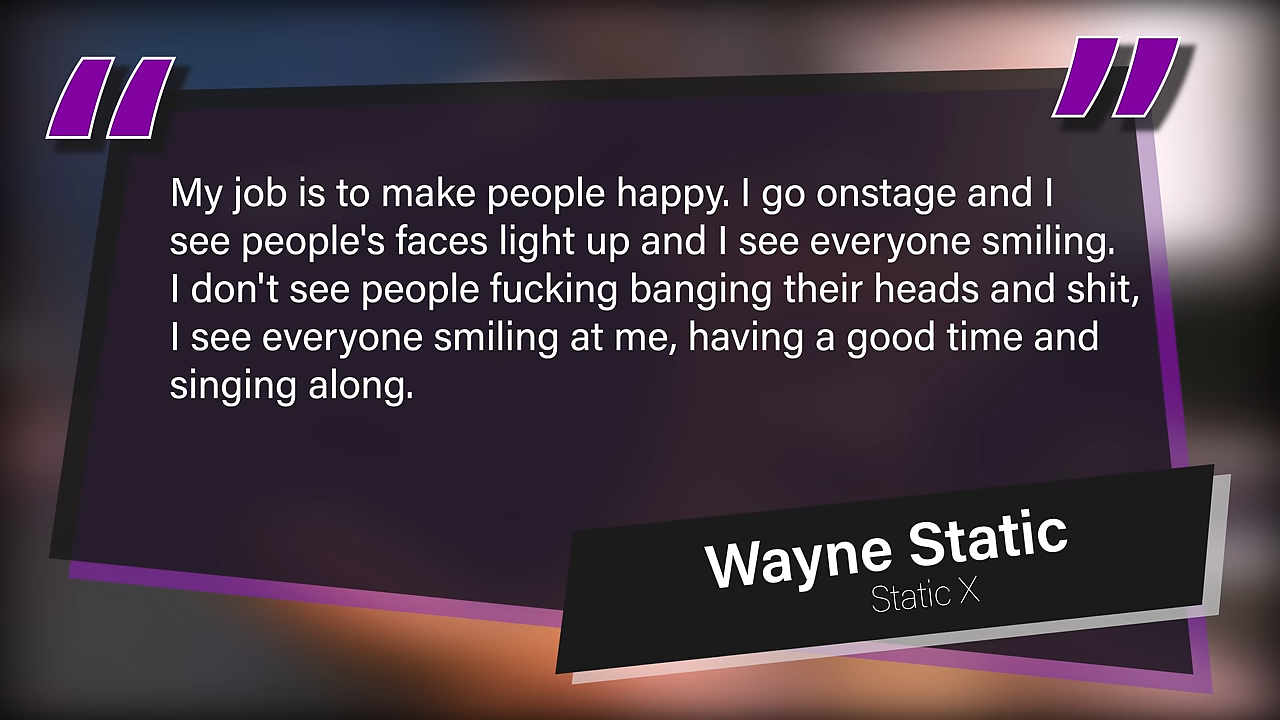 "
"
My job is to make people happy. I go onstage and I
see people's faces light up and I see everyone smiling.
I don't see people fucking banging their heads and shit,
I see everyone smiling at me, having a good time and
singing along.
Wayne Static
Static X